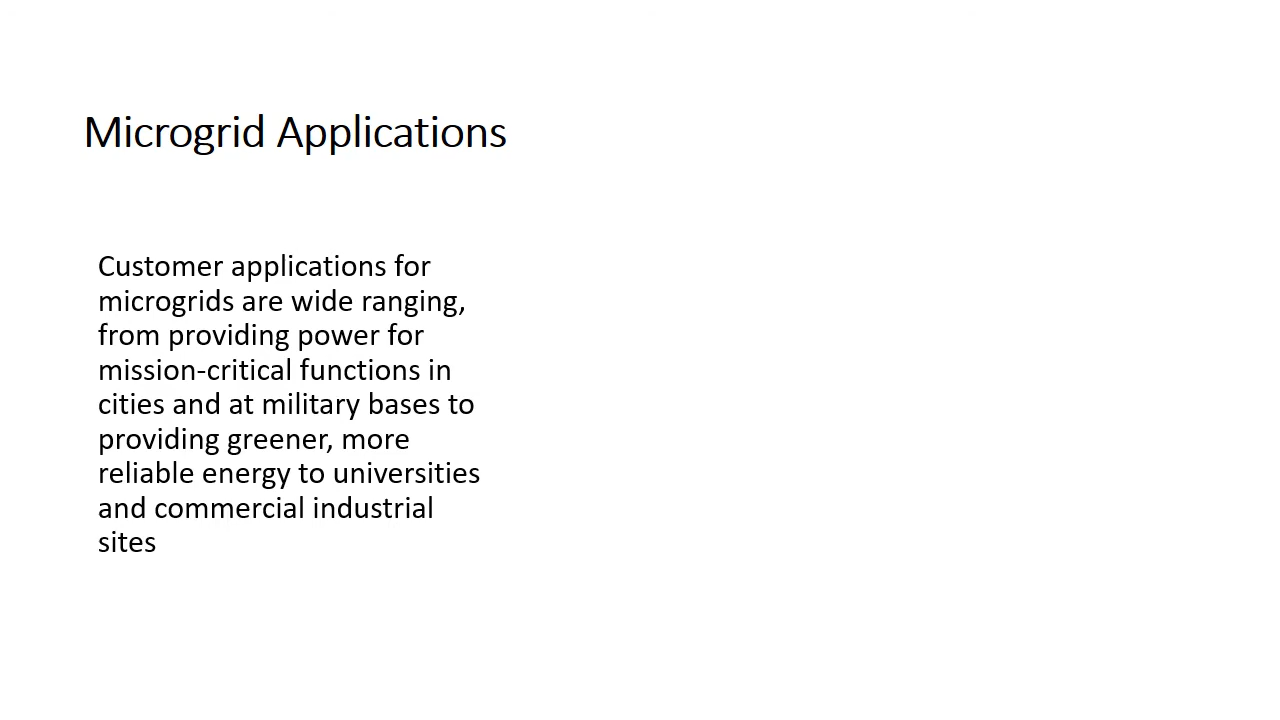 Microgrid Applications
Customer applications for
microgrids are wide ranging,
from providing power for
mission-critical functions in
cities and at military bases to
providing greener, more
reliable energy to universities
and commercial industrial
sites